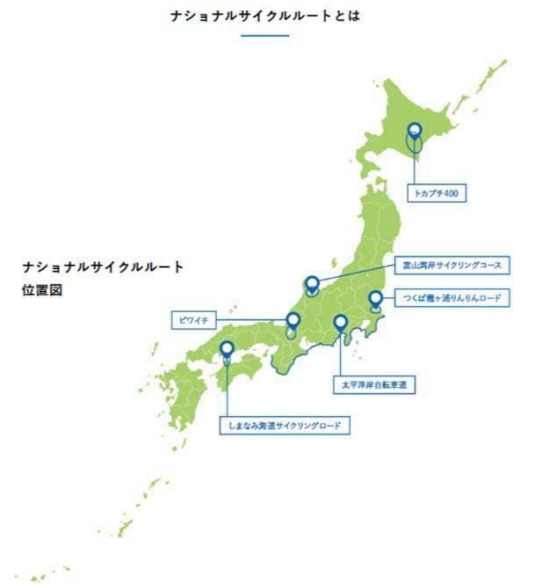 ナショナルサイクルルートとは
トカプチ400
ナショナルサイクルルート
位置図
富山湾岸サイクリングコース
つくば霞ヶ浦りんりんロード
ビワイチ
太平洋岸自転車道
しまなみ海道サイクリングロード